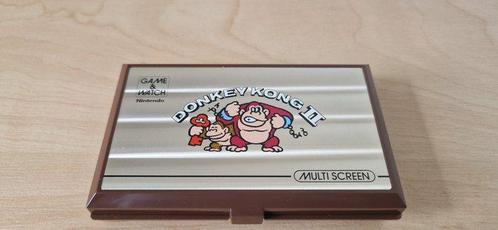 GAME
&
WATCH
Nintendo
DONKEY KONG II
MULTI SCREEN